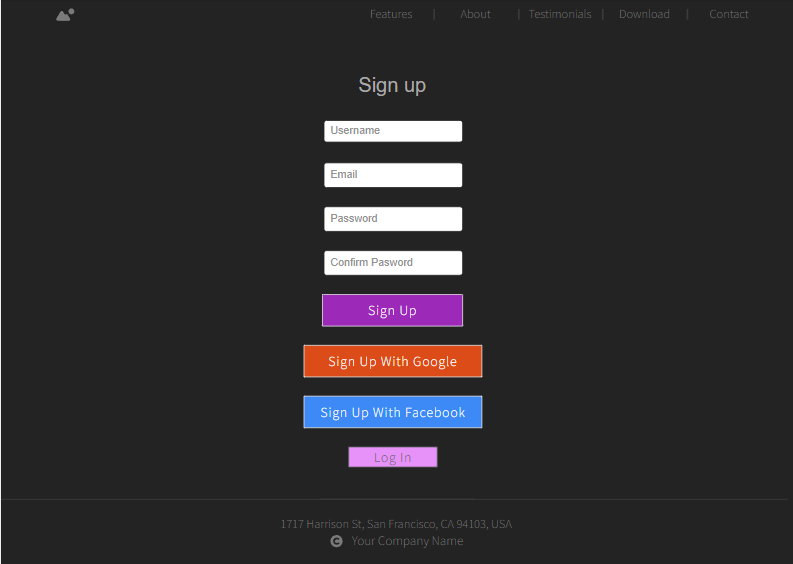 Features | About | Testimonials | Download | Contact
Sign up
Username
Email
Password
Confirm Pasword
Sign Up
Sign Up With Google
Sign Up With Facebook
Log In
1717 Harrison St, San Francisco, CA 94103, USA
© Your Company Name